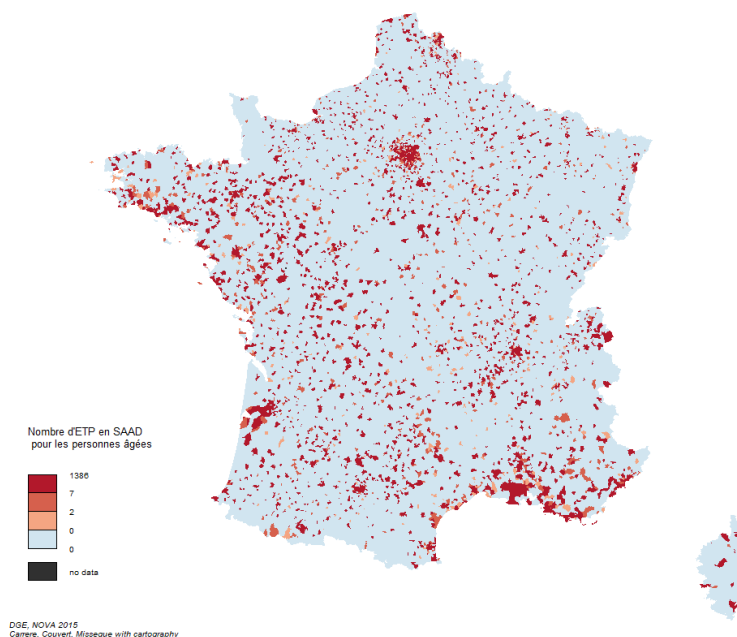 Nombre d'ETP en SAAD
pour les personnes âgées
1386
7
2
0
0
no data
DGE, NOVA 2015
Carrere, Couvert, Missegue with cartography